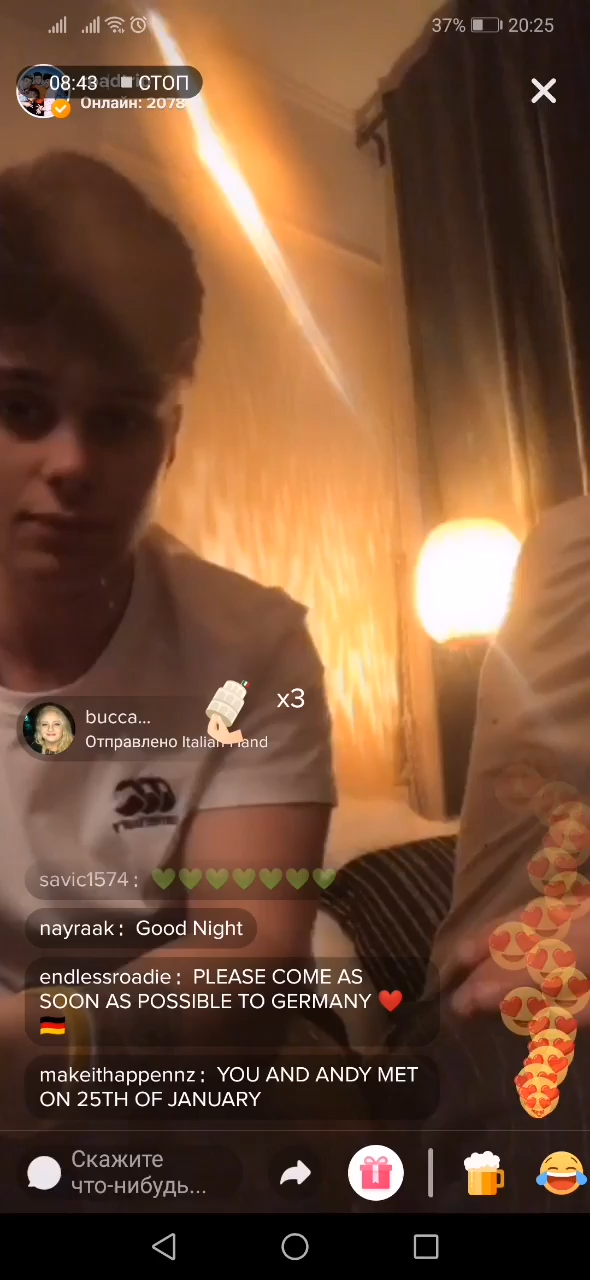 37% 20:25
08:43 СТОП
Онлайн: 2078
x3
bucca...
Отправлено Italian Hand
savic1574 : 💚💚💚💚💚💚💚
nayraak : Good Night
endlessroadie : PLEASE COME AS
SOON AS POSSIBLE TO GERMANY ❤️
🇩🇪
makeithappennz : YOU AND ANDY MET
ON 25TH OF JANUARY
Скажите
что-нибудь...